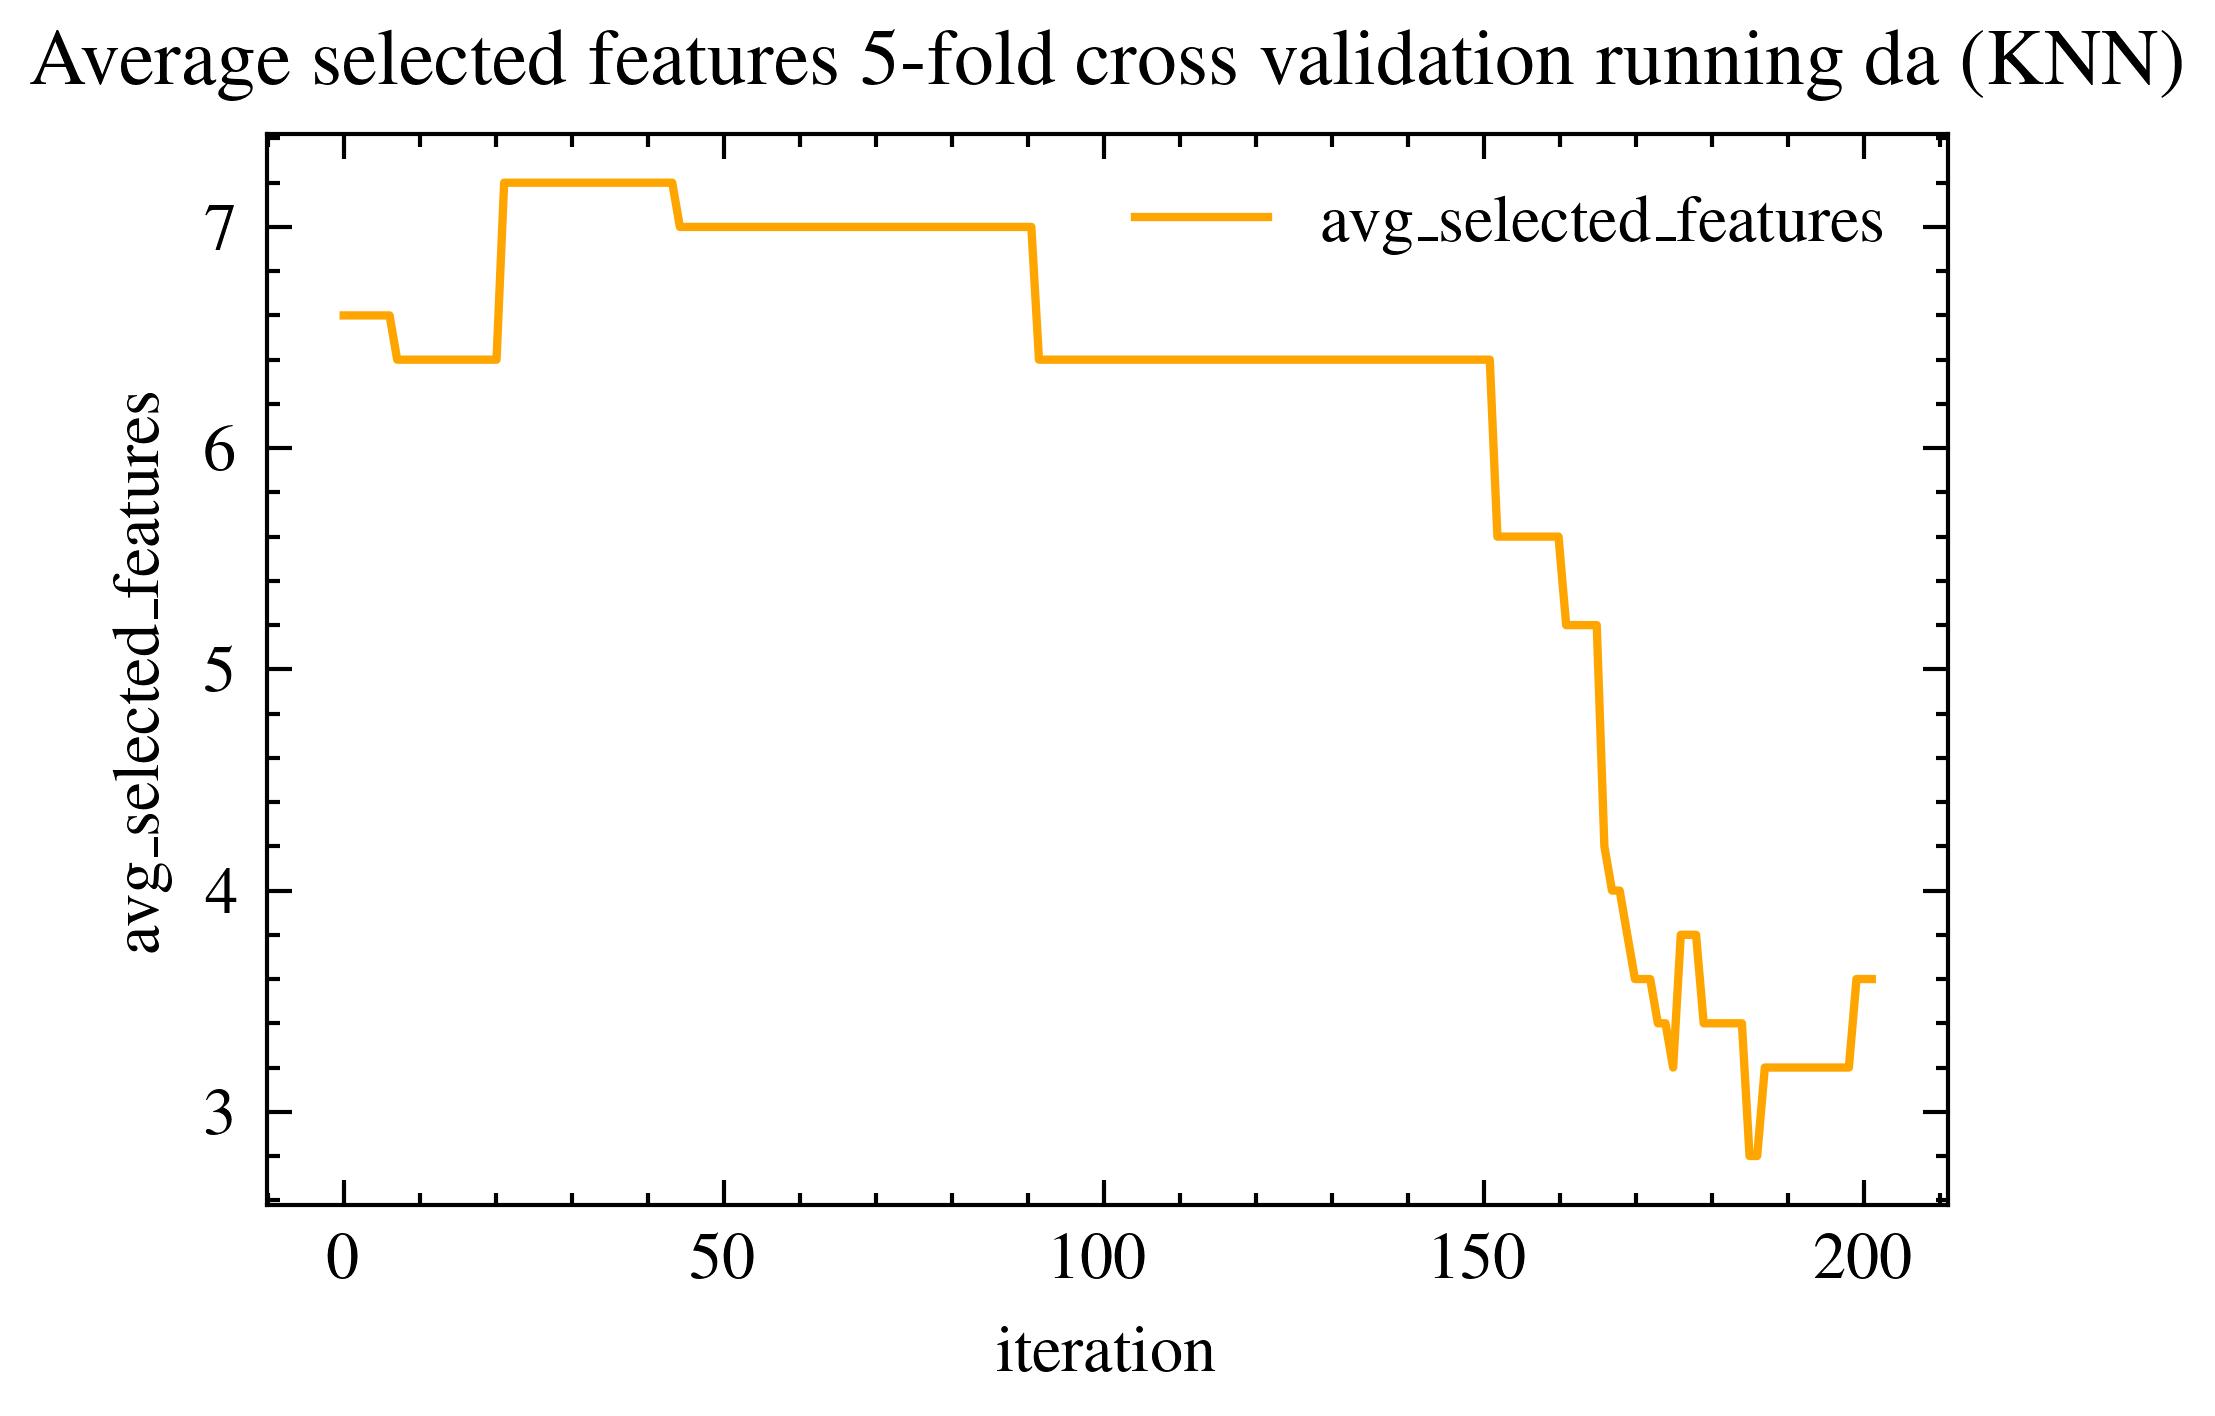 Average selected features 5-fold cross validation running da (KNN)
avg_selected_features
7
6
5
4
3
avg_selected_features
0 50 100 150 200
iteration